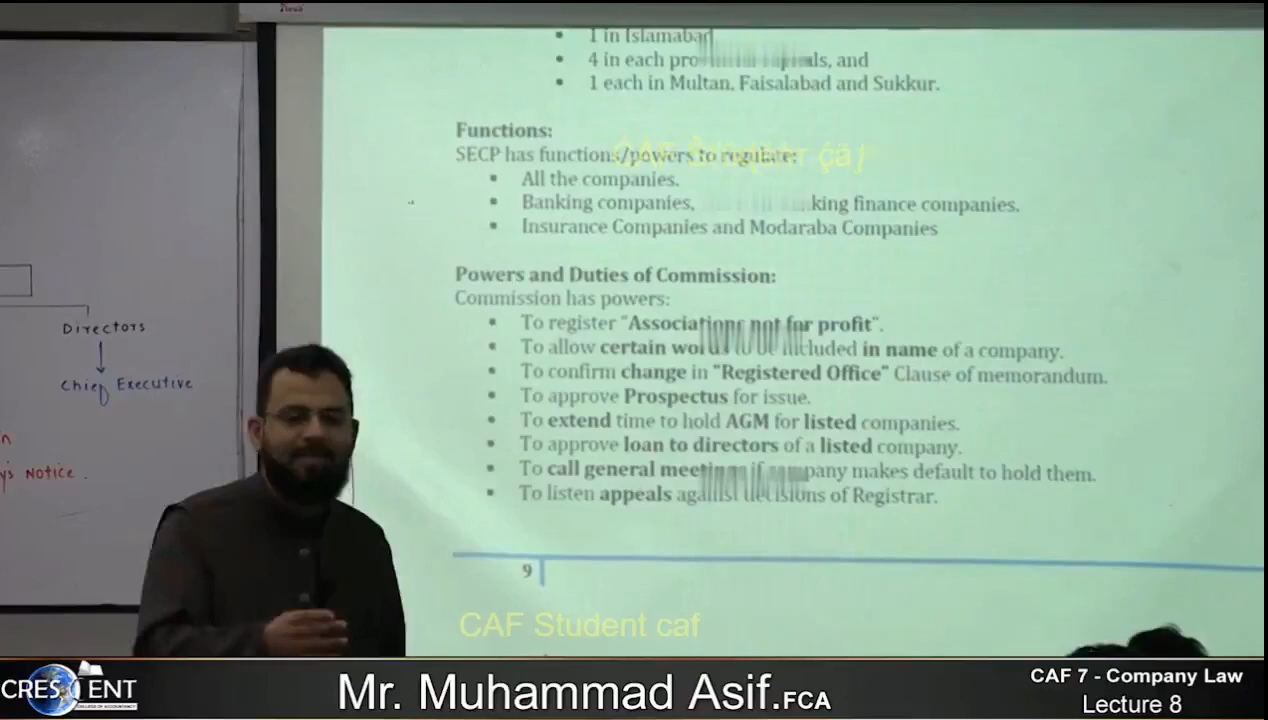 Directors
Chief Executive
y's NOTICE.
1 in Islamabad
4 in each als, and
1 each in Multan, Faisalabad and Sukkur.
Functions:
SECP has functions/powers to regulate:
All the companies.
Banking companies, king finance companies.
Insurance Companies and Modaraba Companies
Powers and Duties of Commission:
Commission has powers:
To register "Associations not for profit".
To allow certain words to be included in name of a company.
To confirm change in "Registered Office" Clause of memorandum.
To approve Prospectus for issue.
To extend time to hold AGM for listed companies.
To approve loan to directors of a listed company.
To call general meetings if company makes default to hold them.
To listen appeals against decisions of Registrar.
9
CAF Student caf
CRESCENT
COLLEGE OF ACCOUNTANCY
Mr. Muhammad Asif.FCA
CAF 7 - Company Law
Lecture 8